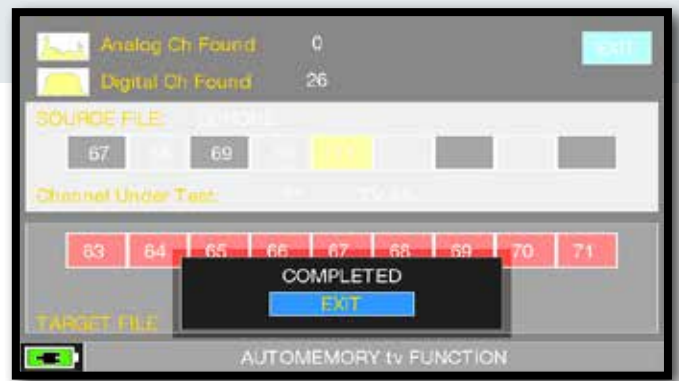 Analog Ch Found 0
EXIT
Digital Ch Found 26
SOURCE FILE:
67 69
Channel Under Test:
63 64 65 66 67 68 69 70 71
COMPLETED
EXIT
TARGET FILE
AUTOMEMORY tv FUNCTION